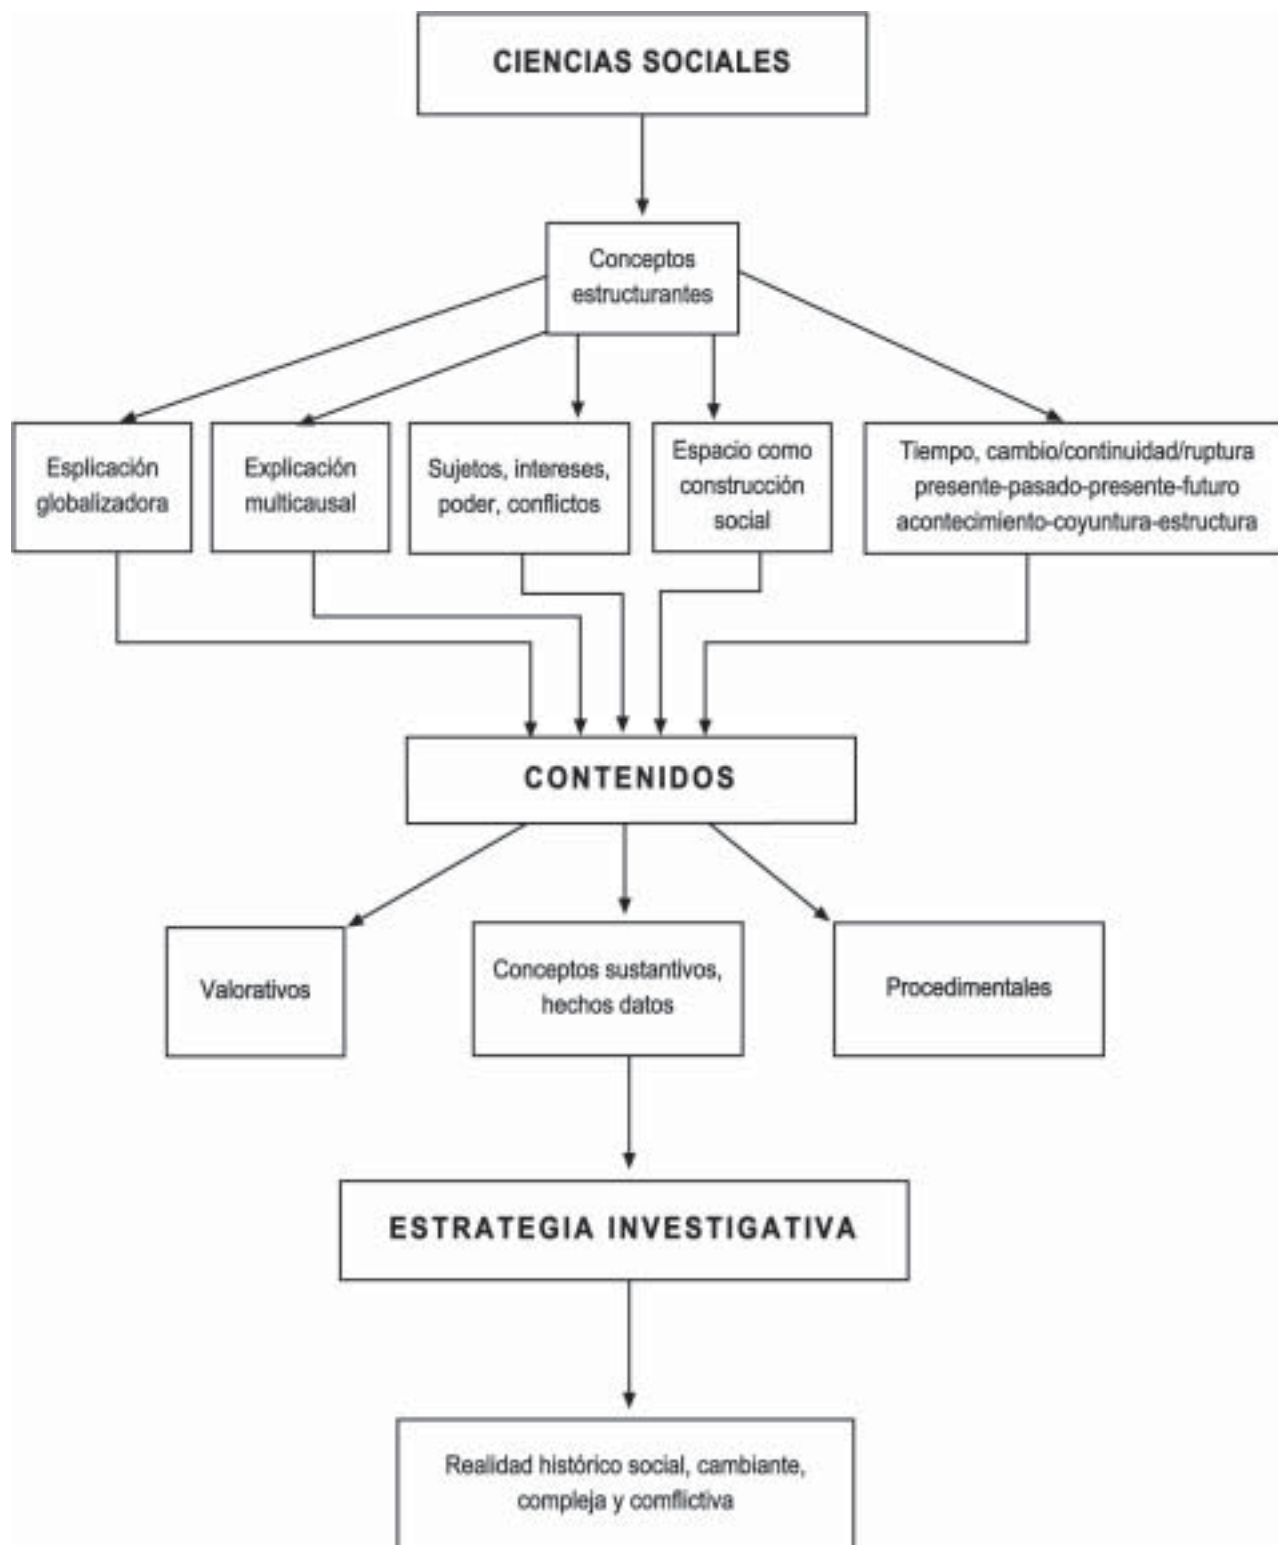 CIENCIAS SOCIALES
Conceptos
estructurantes
Esplicación
globalizadora
Explicación
multicausal
Sujetos, intereses,
poder, conflictos
Espacio como
construcción
social
Tiempo, cambio/continuidad/ruptura
presente-pasado-presente-futuro
acontecimiento-coyuntura-estructura
CONTENIDOS
Valorativos
Conceptos sustantivos,
hechos datos
Procedimentales
ESTRATEGIA INVESTIGATIVA
Realidad histórico social, cambiante,
compleja y comflictiva